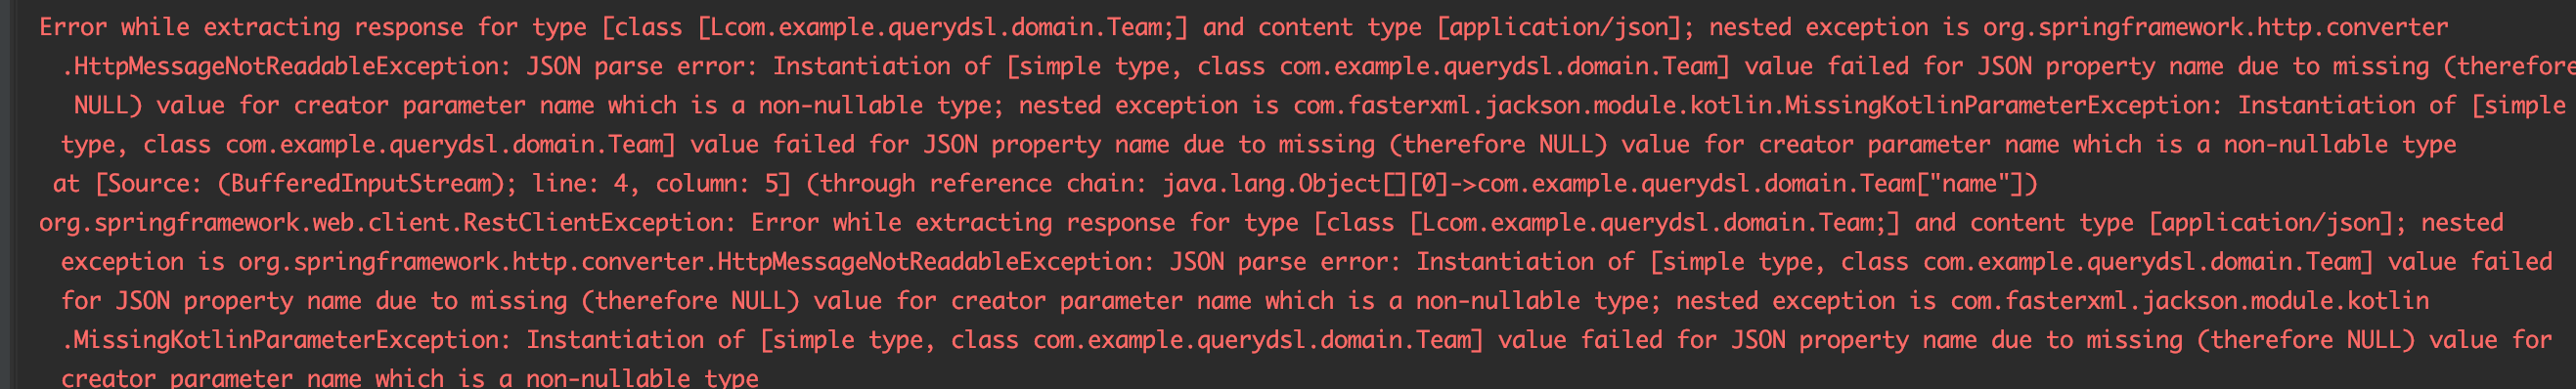 Error while extracting response for type [class [Lcom.example.querydsl.domain.Team;] and content type [application/json]; nested exception is org.springframework.http.converter
.HttpMessageNotReadableException: JSON parse error: Instantiation of [simple type, class com.example.querydsl.domain.Team] value failed for JSON property name due to missing (therefore
NULL) value for creator parameter name which is a non-nullable type; nested exception is com.fasterxml.jackson.module.kotlin.MissingKotlinParameterException: Instantiation of [simple
type, class com.example.querydsl.domain.Team] value failed for JSON property name due to missing (therefore NULL) value for creator parameter name which is a non-nullable type
at [Source: (BufferedInputStream); line: 4, column: 5] (through reference chain: java.lang.Object[][0]->com.example.querydsl.domain.Team["name"])
org.springframework.web.client.RestClientException: Error while extracting response for type [class [Lcom.example.querydsl.domain.Team;] and content type [application/json]; nested
exception is org.springframework.http.converter.HttpMessageNotReadableException: JSON parse error: Instantiation of [simple type, class com.example.querydsl.domain.Team] value failed
for JSON property name due to missing (therefore NULL) value for creator parameter name which is a non-nullable type; nested exception is com.fasterxml.jackson.module.kotlin
.MissingKotlinParameterException: Instantiation of [simple type, class com.example.querydsl.domain.Team] value failed for JSON property name due to missing (therefore NULL) value for
creator parameter name which is a non-nullable type